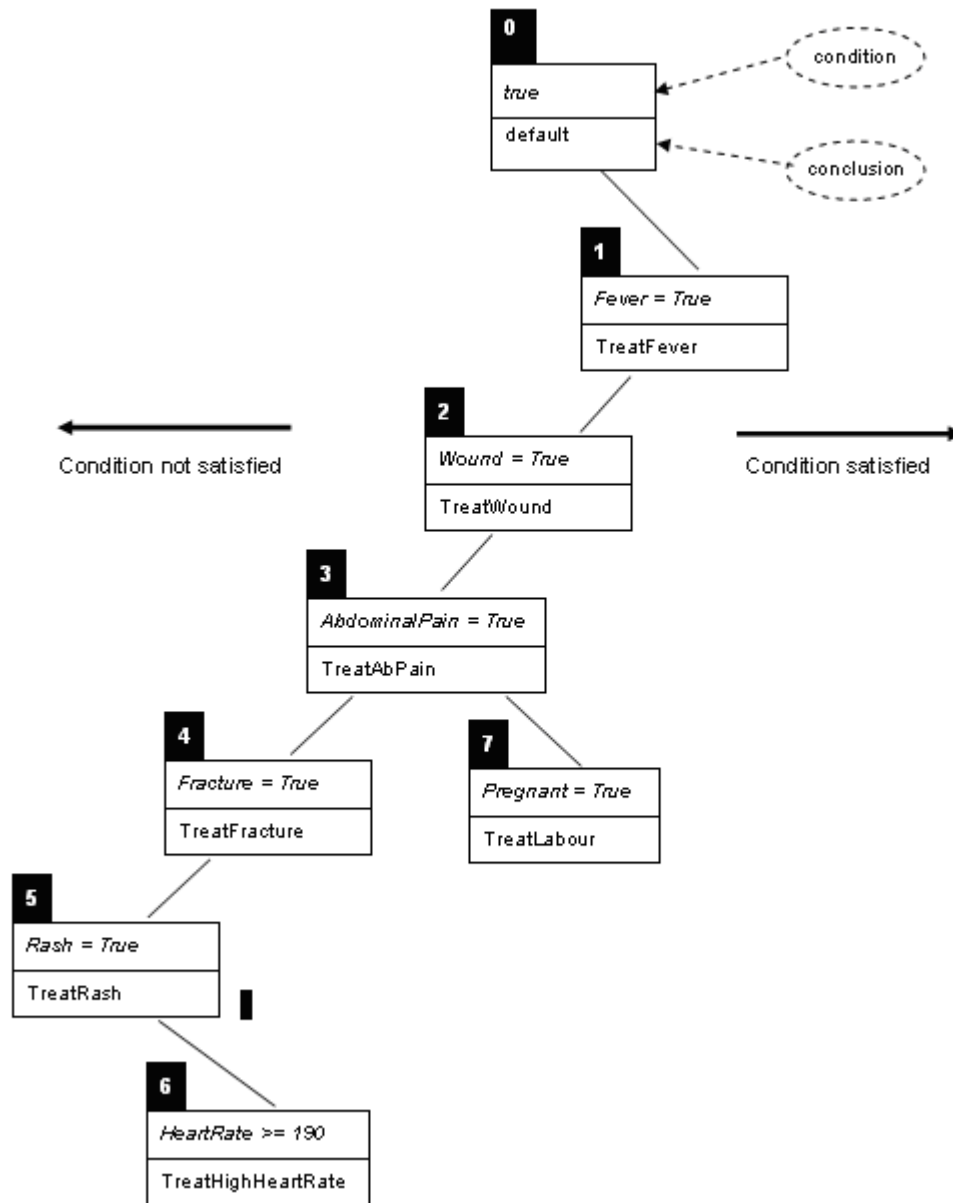 0
condition
true
default
conclusion
1
Fever = True
TreatFever
2
Condition not satisfied
Wound = True
Condition satisfied
TreatWound
3
AbdominalPain = True
TreatAbPain
4
7
Fracture = True
Pregnant = True
TreatFracture
TreatLabour
5
Rash = True
TreatRash
6
HeartRate >= 190
TreatHighHeartRate